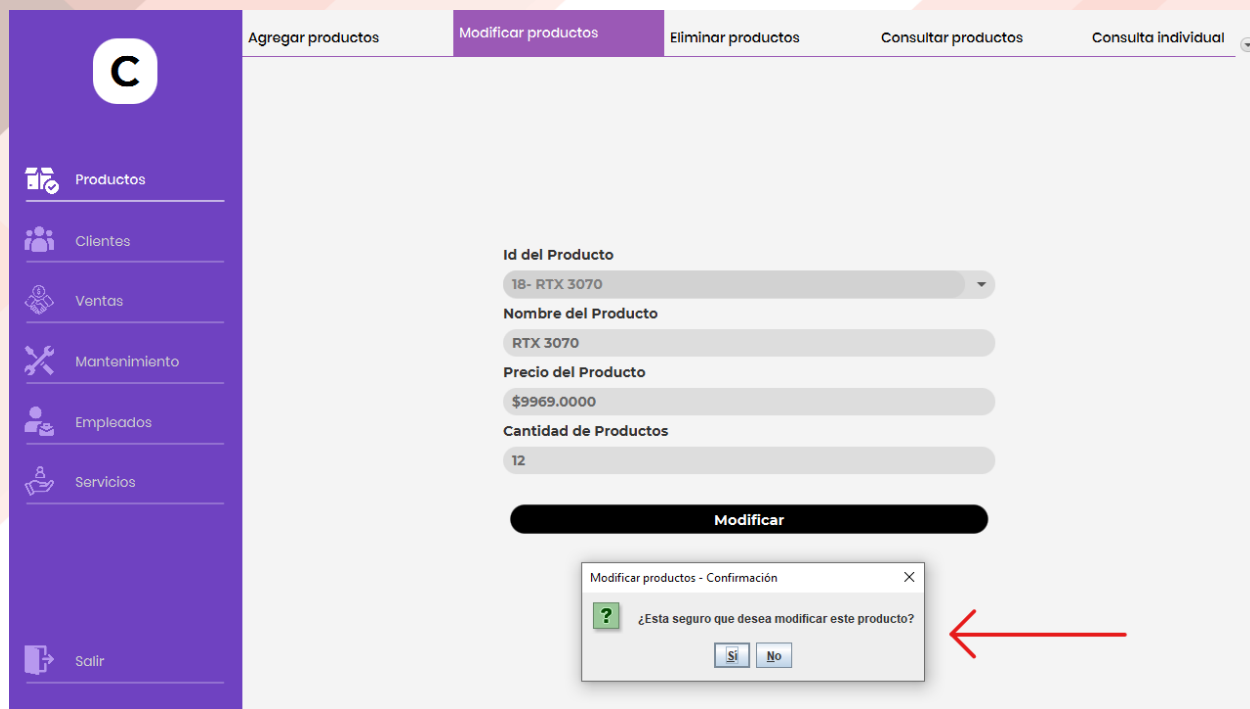 C
Agregar productos
Modificar productos
Eliminar productos
Consultar productos
Consulta individual
Productos
Clientes
Ventas
Mantenimiento
Empleados
Servicios
Salir
Id del Producto
18- RTX 3070
Nombre del Producto
RTX 3070
Precio del Producto
$9969.0000
Cantidad de Productos
12
Modificar
Modificar productos - Confirmación
¿Esta seguro que desea modificar este producto?
Sí
No